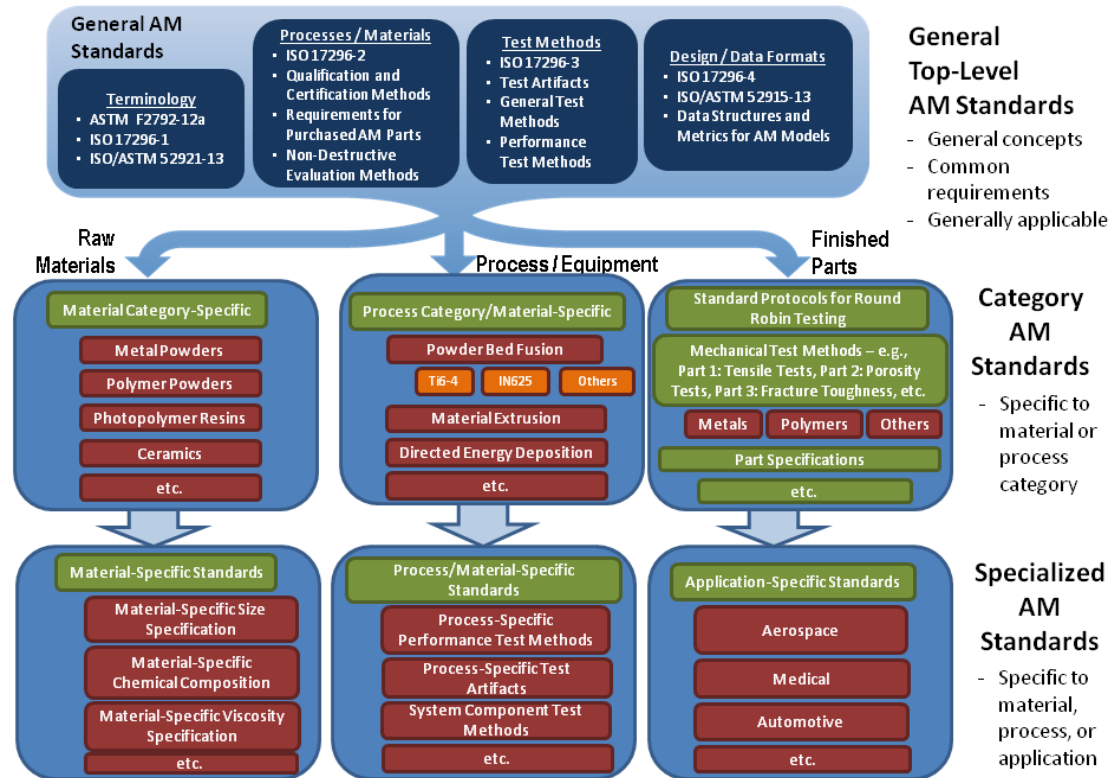 General AM
Standards
Terminology
• ASTM F2792-12a
• ISO 17296-1
• ISO/ASTM 52921-13
Processes / Materials
• ISO 17296-2
• Qualification and
Certification Methods
• Requirements for
Purchased AM Parts
• Non-Destructive
Evaluation Methods
Test Methods
• ISO 17296-3
• Test Artifacts
• General Test
Methods
• Performance
Test Methods
Design / Data Formats
• ISO 17296-4
• ISO/ASTM 52915-13
• Data Structures and
Metrics for AM Models
General
Top-Level
AM Standards
- General concepts
- Common
requirements
- Generally applicable
Raw
Materials
Process / Equipment
Finished
Parts
Material Category-Specific
Metal Powders
Polymer Powders
Photopolymer Resins
Ceramics
etc.
Process Category/Material-Specific
Powder Bed Fusion
Ti6-4
IN625
Others
Material Extrusion
Directed Energy Deposition
etc.
Standard Protocols for Round
Robin Testing
Mechanical Test Methods – e.g.,
Part 1: Tensile Tests, Part 2: Porosity
Tests, Part 3: Fracture Toughness, etc.
Metals
Polymers
Others
Part Specifications
etc.
Category
AM
Standards
- Specific to
material or
process
category
Material-Specific Standards
Material-Specific Size
Specification
Material-Specific
Chemical Composition
Material-Specific Viscosity
Specification
etc.
Process/Material-Specific
Standards
Process-Specific
Performance Test Methods
Process-Specific Test
Artifacts
System Component Test
Methods
etc.
Application-Specific Standards
Aerospace
Medical
Automotive
etc.
Specialized
AM
Standards
- Specific to
material,
process, or
application